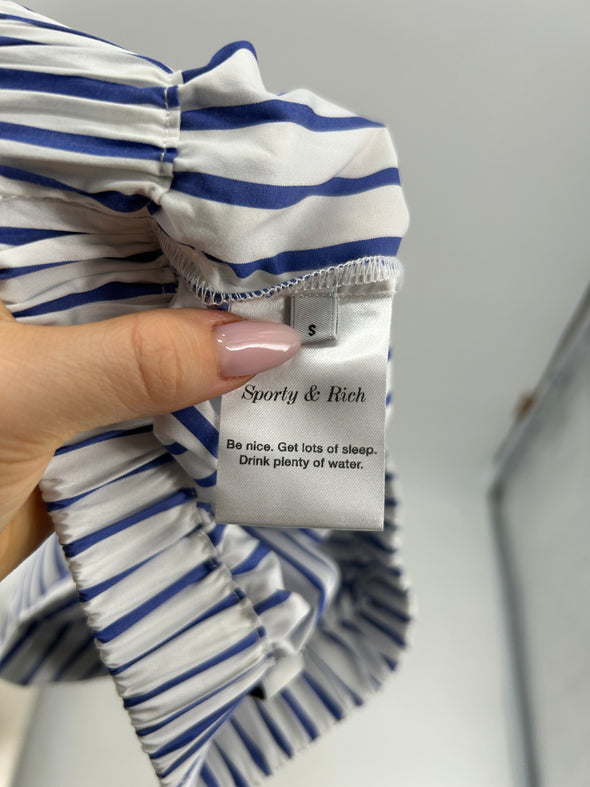 S
Sporty & Rich
Be nice. Get lots of sleep.
Drink plenty of water.